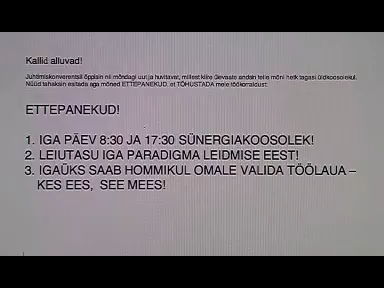 Kallid alluvad!
Juhtimiskonverentsil õppisin nii mõndagi uut ja huvitavat, millest kiire ülevaate andsin teile mõni hetk tagasi üldkoosolekul.
Nüüd tahaksin esitada aga mõned ETTEPANEKUD, et TÕHUSTADA meie töökorraldust:
ETTEPANEKUD!
1. IGA PÄEV 8:30 JA 17:30 SÜNERGIAKOOSOLEK!
2. LEIUTASU IGA PARADIGMA LEIDMISE EEST!
3. IGAÜKS SAAB HOMMIKUL OMALE VALIDA TÖÖLAUA –
KES EES, SEE MEES!